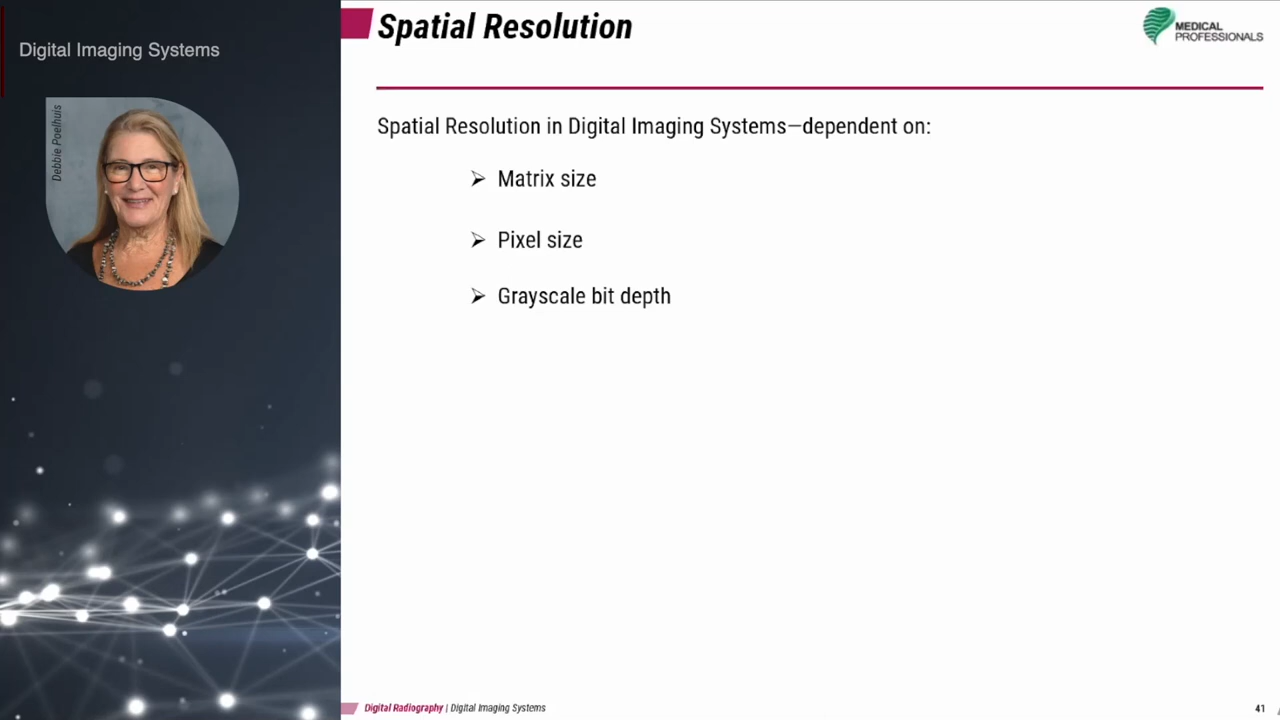 Digital Imaging Systems
Debbie Poelhuis
Spatial Resolution
MEDICAL
PROFESSIONALS
Spatial Resolution in Digital Imaging Systems—dependent on:
➢ Matrix size
➢ Pixel size
➢ Grayscale bit depth
Digital Radiography | Digital Imaging Systems
41